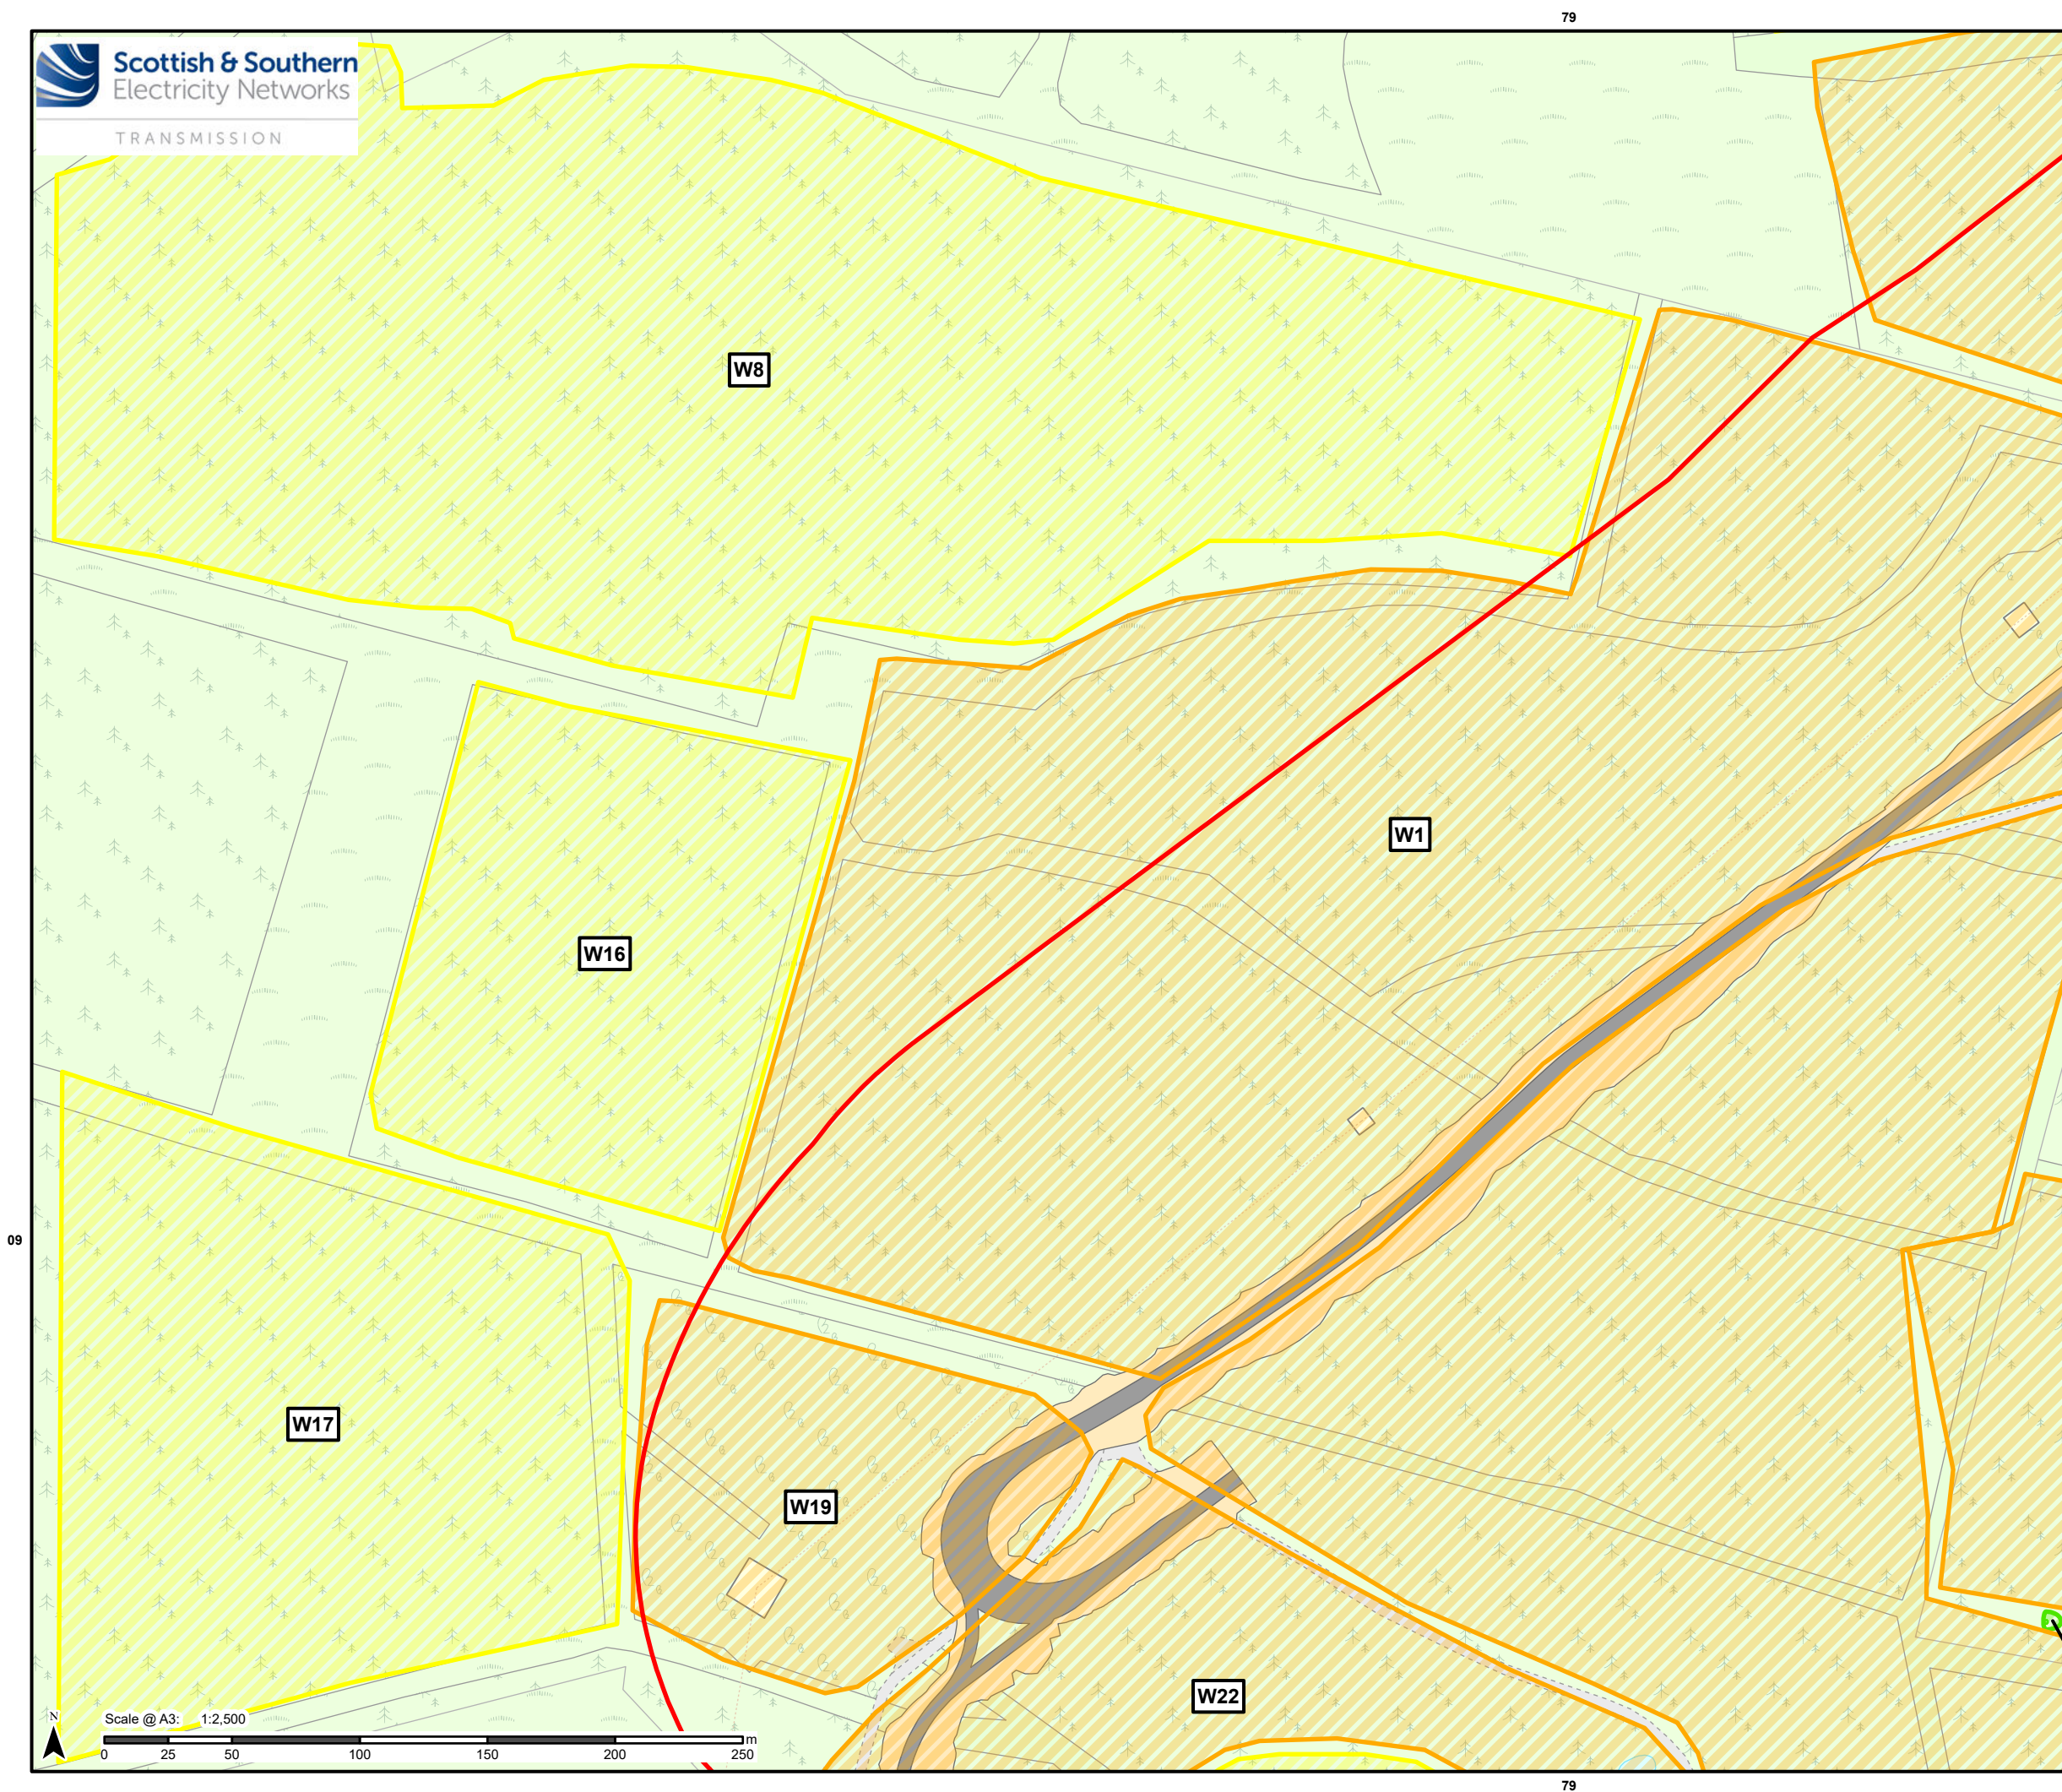 79
Scottish & Southern
Electricity Networks
TRANSMISSION
W8
W1
W16
09
W17
W19
W22
N
Scale @ A3: 1:2,500
0 25 50 100 150 200 250 m
79